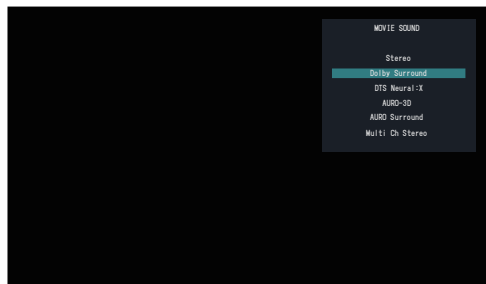 MOVIE SOUND
Stereo
Dolby Surround
DTS Neural:X
AURO-3D
AURO Surround
Multi Ch Stereo